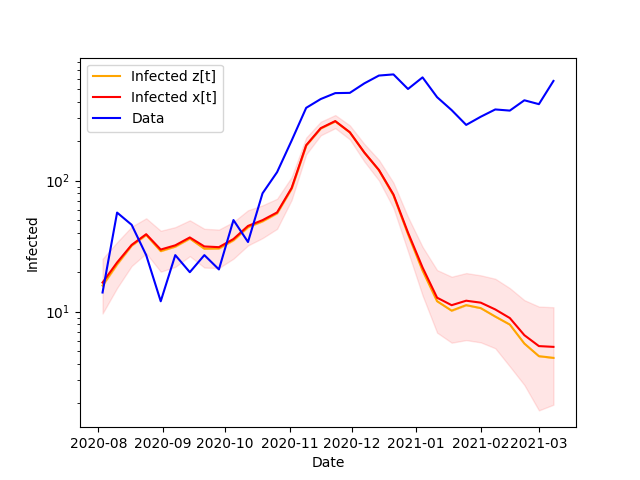 Infected z[t]
Infected x[t]
Data
Infected
10²
10¹
2020-08 2020-09 2020-10 2020-11 2020-12 2021-01 2021-02 2021-03
Date